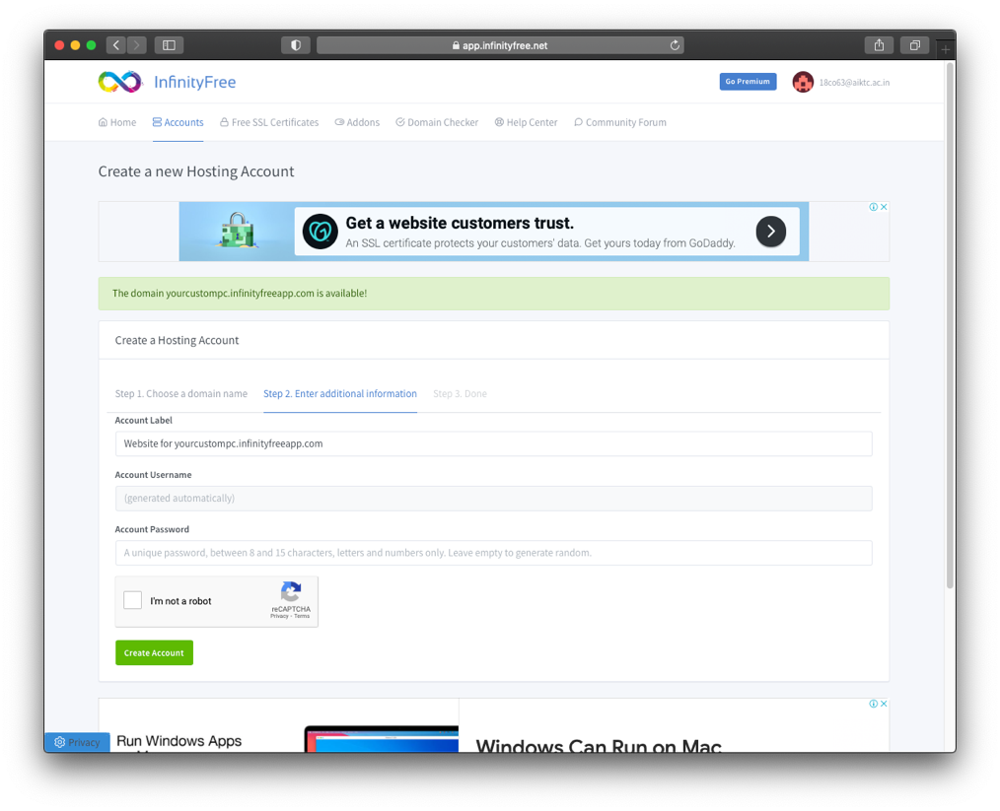 app.infinityfree.net
InfinityFree
Go Premium
18co63@aiktc.ac.in
Home
Accounts
Free SSL Certificates
Addons
Domain Checker
Help Center
Community Forum
Create a new Hosting Account
Get a website customers trust.
An SSL certificate protects your customers' data. Get yours today from GoDaddy.
The domain yourcustompc.infinityfreeapp.com is available!
Create a Hosting Account
Step 1. Choose a domain name
Step 2. Enter additional information
Step 3. Done
Account Label
Website for yourcustompc.infinityfreeapp.com
Account Username
(generated automatically)
Account Password
A unique password, between 8 and 15 characters, letters and numbers only. Leave empty to generate random.
I'm not a robot
reCAPTCHA
Privacy - Terms
Create Account
Run Windows Apps
Windows Can Run on Mac
Privacy